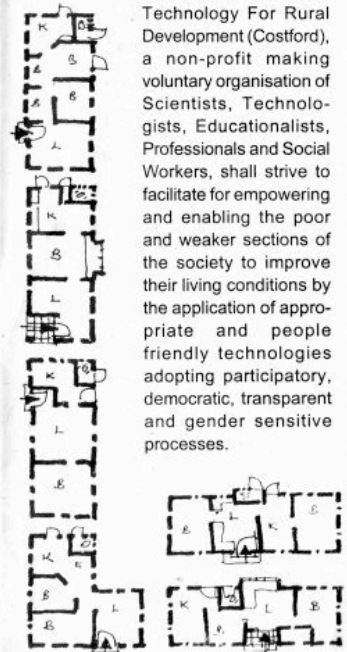 Technology For Rural
Development (Costford),
a non-profit making
voluntary organisation of
Scientists, Technolo-
gists, Educationalists,
Professionals and Social
Workers, shall strive to
facilitate for empowering
and enabling the poor
and weaker sections of
the society to improve
their living conditions by
the application of appro-
priate and people
friendly technologies
adopting participatory,
democratic, transparent
and gender sensitive
processes.
K
B
B
B
B
L
K
B
L
K
L
B
K
B
B
L
B
L
K
B
K
L
B